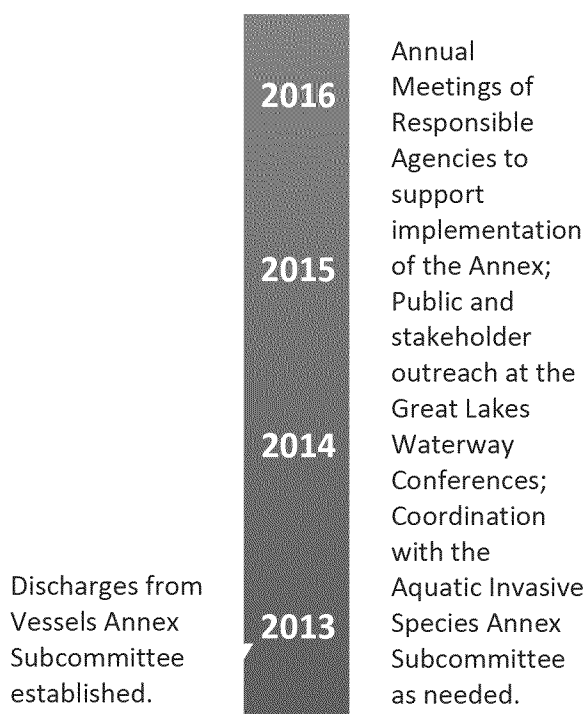 2016
2015
2014
2013
Annual
Meetings of
Responsible
Agencies to
support
implementation
of the Annex;
Public and
stakeholder
outreach at the
Great Lakes
Waterway
Conferences;
Coordination
with the
Aquatic Invasive
Species Annex
Subcommittee
as needed.
Discharges from
Vessels Annex
Subcommittee
established.